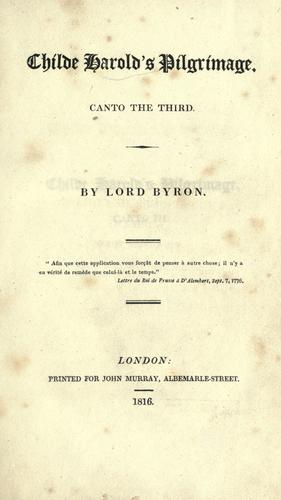 Childe Harold's Pilgrimage.
CANTO THE THIRD.
BY LORD BYRON.
" Afin que cette application vous forçât de penser à autre chose; il n'y a
en vérité de remède que celui-là et le temps."
Lettre du Roi de Prusse à D'Alembert, Sept. 7, 1776.
LONDON:
PRINTED FOR JOHN MURRAY, ALBEMARLE-STREET.
1816.